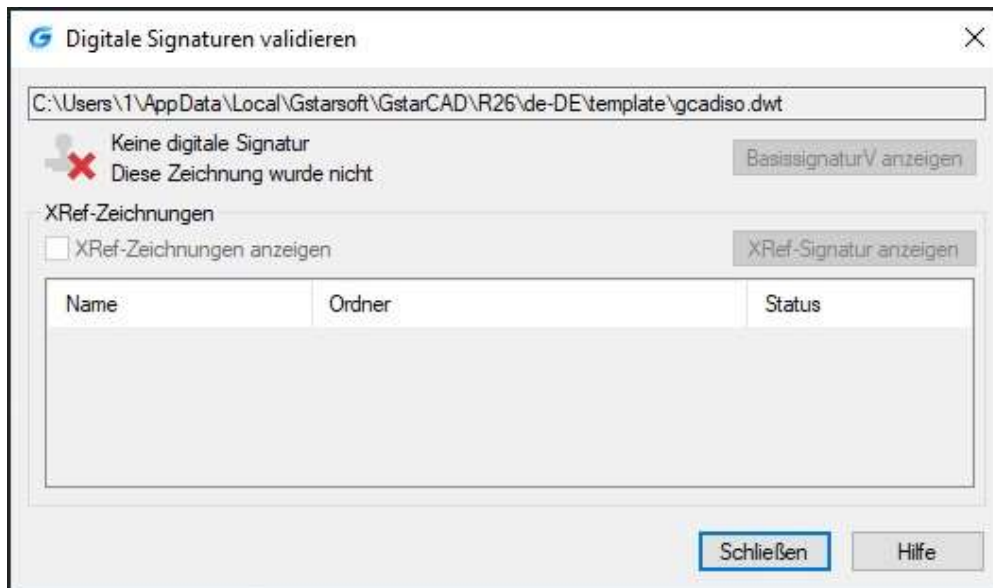 Digitale Signaturen validieren
C:\Users\1\AppData\Local\Gstarsoft\GstarCAD\R26\de-DE\template\gcadiso.dwt
Keine digitale Signatur
Diese Zeichnung wurde nicht
BasissignaturV anzeigen
XRef-Zeichnungen
XRef-Zeichnungen anzeigen
XRef-Signatur anzeigen
Name Ordner Status
Schließen Hilfe